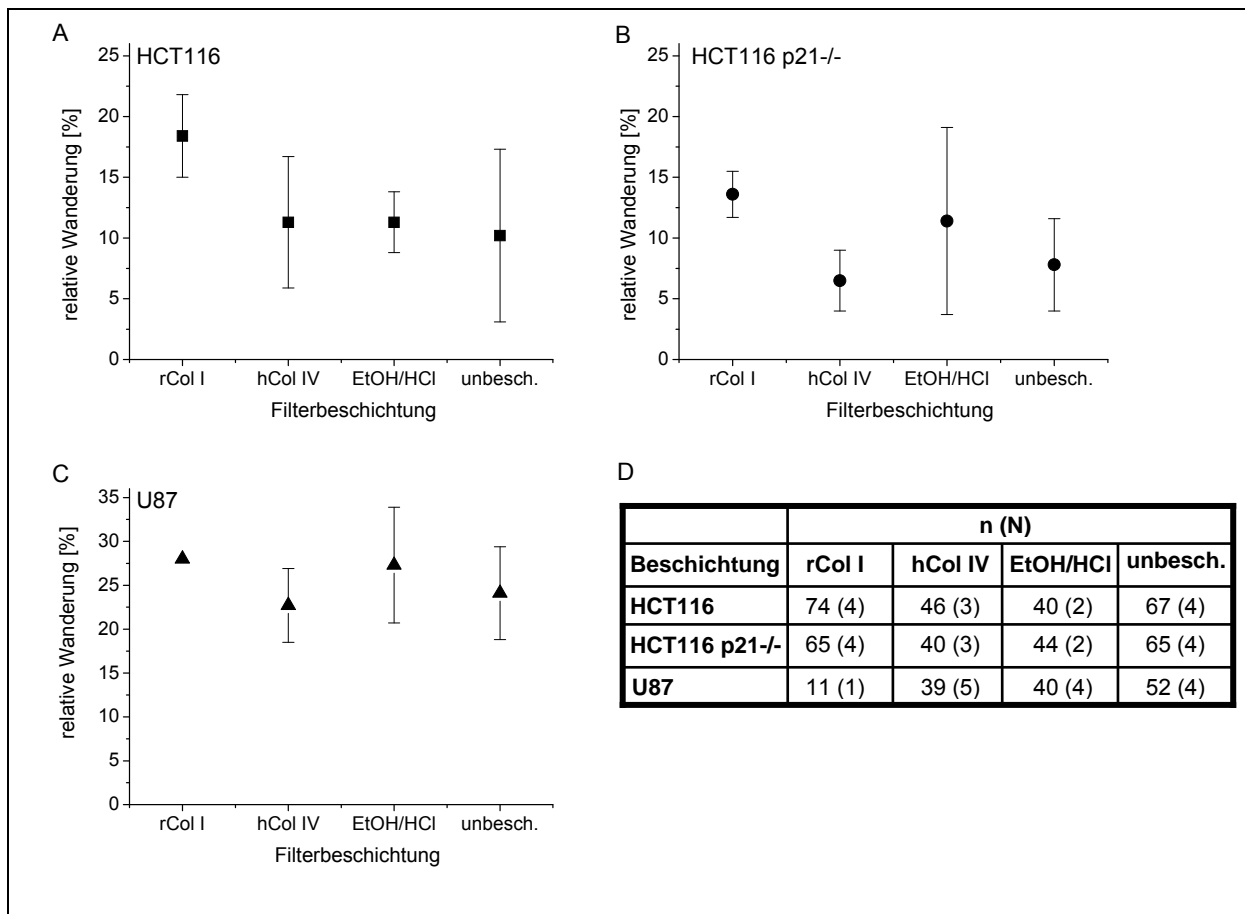 A
HCT116
25
20
15
10
5
0
relative Wanderung [%]
rCol I hCol IV EtOH/HCl unbesch.
Filterbeschichtung
B
HCT116 p21-/-
25
20
15
10
5
0
relative Wanderung [%]
rCol I hCol IV EtOH/HCl unbesch.
Filterbeschichtung
C
U87
35
30
25
20
15
10
5
0
relative Wanderung [%]
rCol I hCol IV EtOH/HCl unbesch.
Filterbeschichtung
D
n (N)
Beschichtung rCol I hCol IV EtOH/HCl unbesch.
HCT116 74 (4) 46 (3) 40 (2) 67 (4)
HCT116 p21-/- 65 (4) 40 (3) 44 (2) 65 (4)
U87 11 (1) 39 (5) 40 (4) 52 (4)